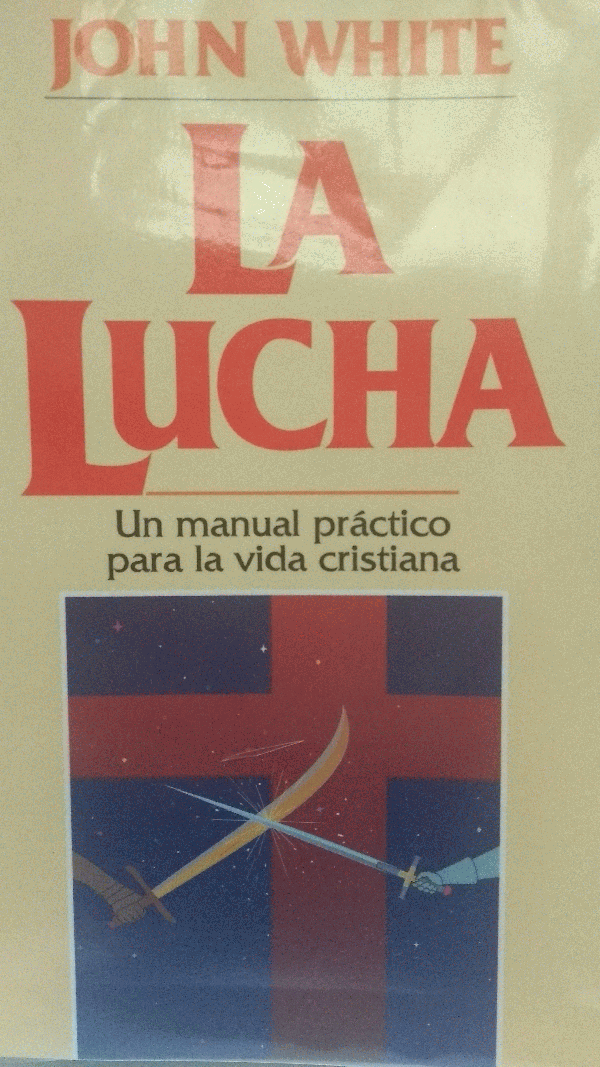 JOHN WHITE
LA
LUCHA
Un manual práctico
para la vida cristiana